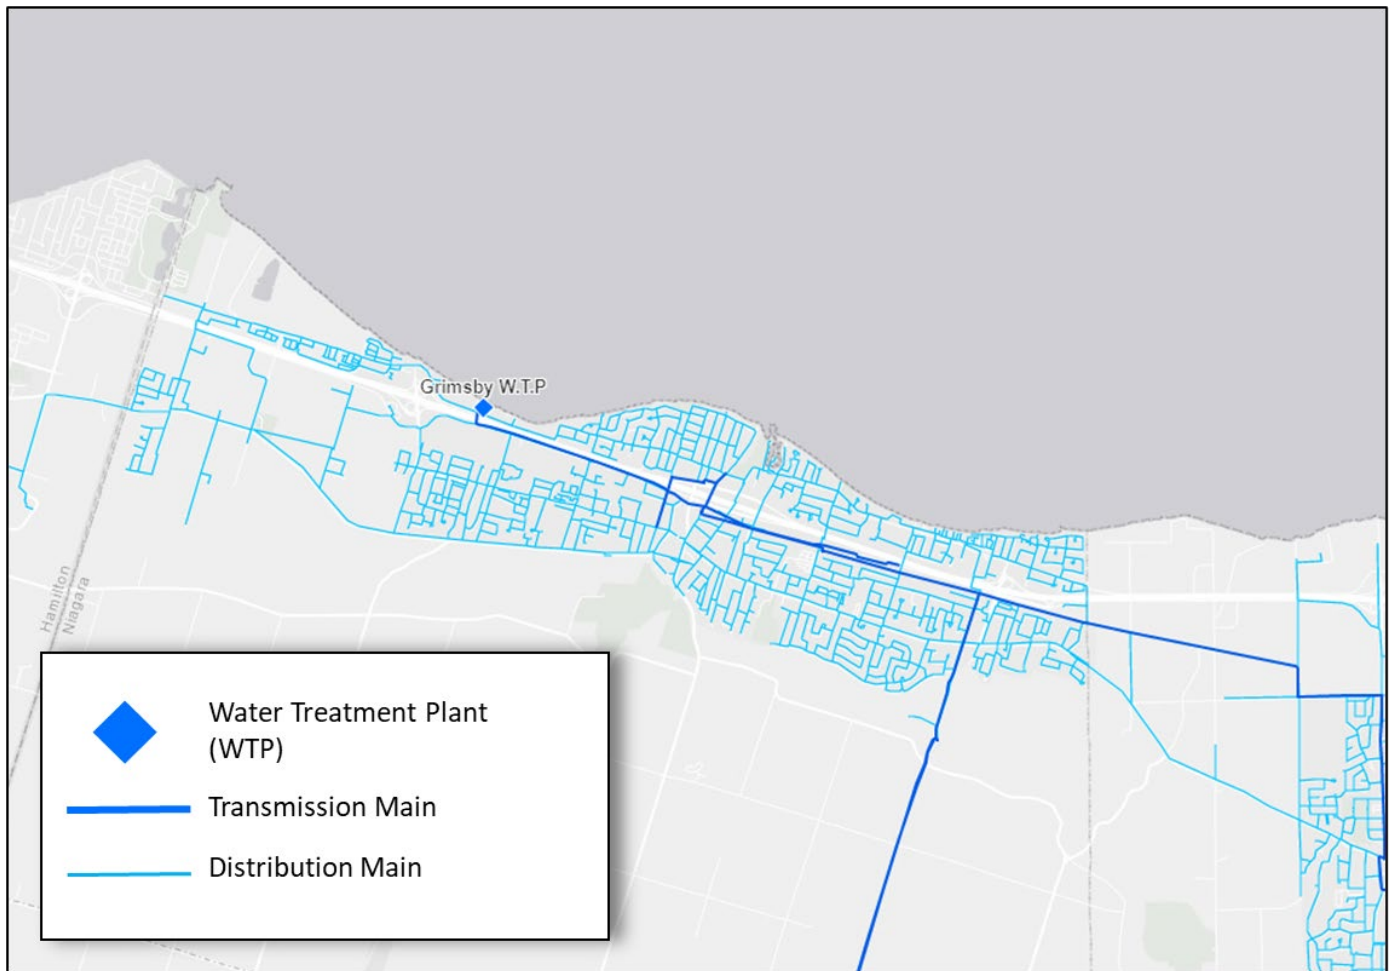 Grimsby W.T.P
Hamilton
Niagara
Water Treatment Plant
(WTP)
Transmission Main
Distribution Main